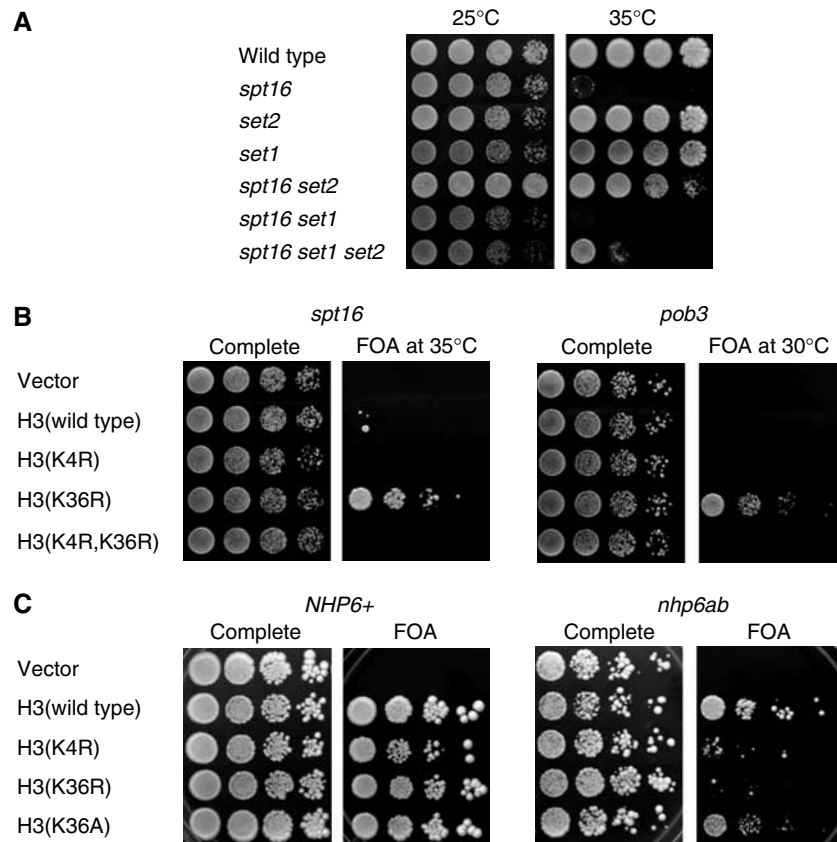 A
25°C 35°C
Wild type
spt16
set2
set1
spt16 set2
spt16 set1
spt16 set1 set2
B
spt16 pob3
Complete FOA at 35°C Complete FOA at 30°C
Vector
H3(wild type)
H3(K4R)
H3(K36R)
H3(K4R,K36R)
C
NHP6+ nhp6ab
Complete FOA Complete FOA
Vector
H3(wild type)
H3(K4R)
H3(K36R)
H3(K36A)